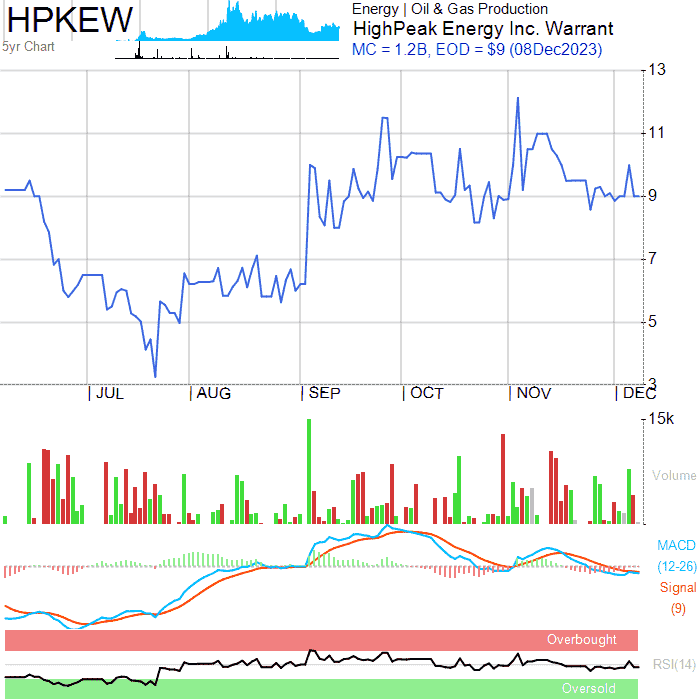 HPKEW
5yr Chart
Energy | Oil & Gas Production
HighPeak Energy Inc. Warrant
MC = 1.2B, EOD = $9 (08Dec2023)
13
11
9
7
5
3
JUL AUG SEP OCT NOV DEC
15k
Volume
MACD
(12-26)
Signal
(9)
Overbought
RSI(14)
Oversold